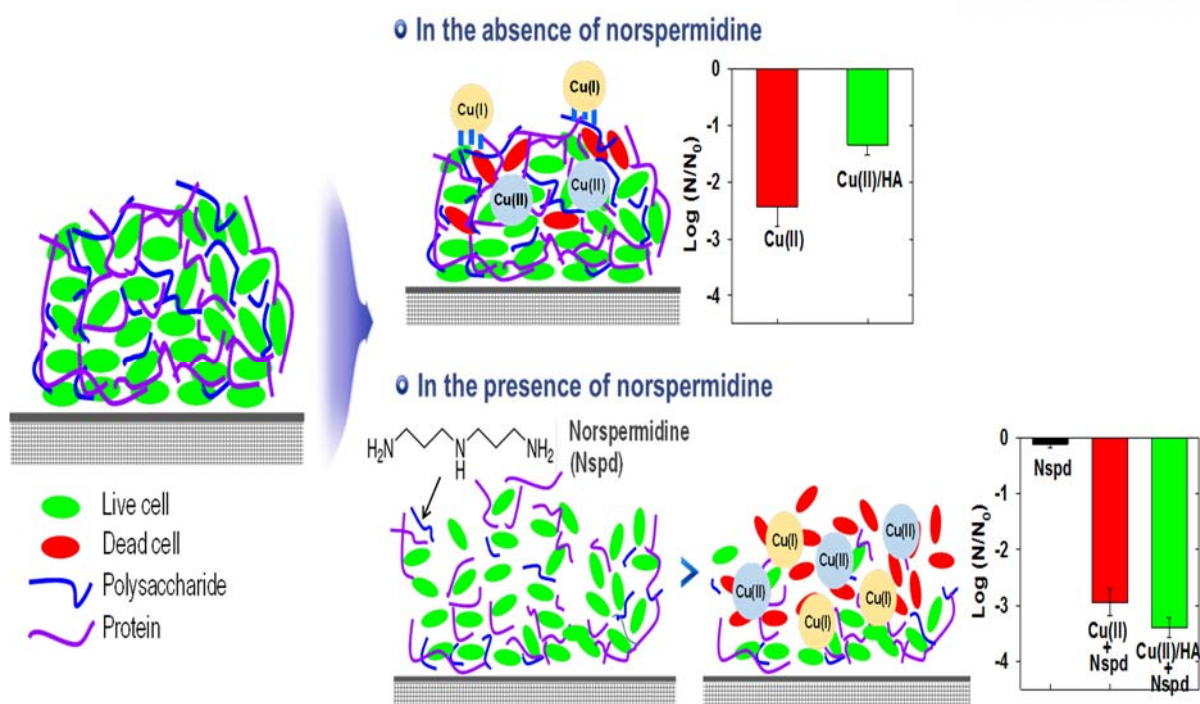 In the absence of norspermidine
Cu(I)
Cu(I)
Cu(II)
Cu(II)
0
-1
-2
-3
-4
Log (N/N₀)
Cu(II)
Cu(II)/HA
In the presence of norspermidine
H₂N
N
H
NH₂
Norspermidine
(Nspd)
Live cell
Dead cell
Polysaccharide
Protein
>
Cu(I)
Cu(II)
Cu(II)
Cu(II)
Cu(I)
Cu(I)
0
-1
-2
-3
-4
Log (N/N₀)
Nspd
Cu(II)
+
Nspd
Cu(II)/HA
+
Nspd